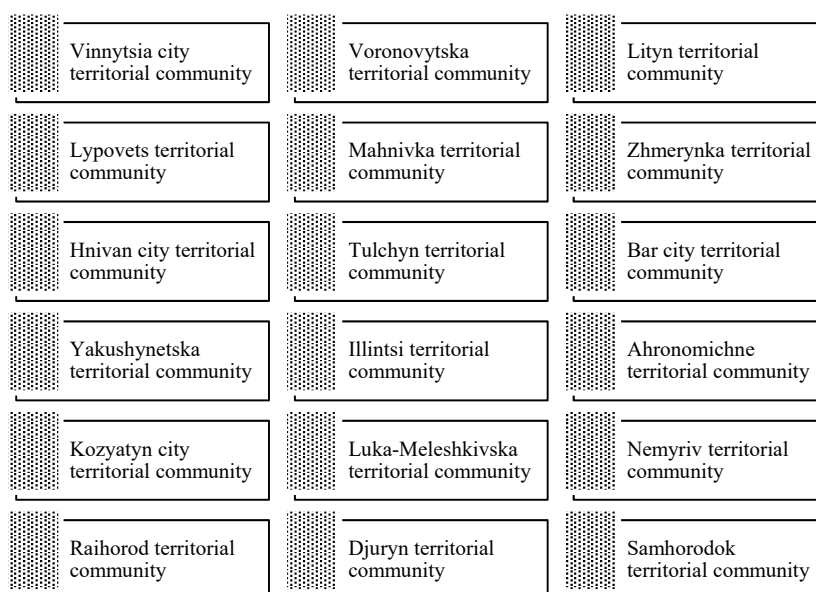 Vinnytsia city
territorial community
Voronovytska
territorial community
Lityn territorial
community
Lypovets territorial
community
Mahnivka territorial
community
Zhmerynka territorial
community
Hnivan city territorial
community
Tulchyn territorial
community
Bar city territorial
community
Yakushynetska
territorial community
Illintsi territorial
community
Ahronomichne
territorial community
Kozyatyn city
territorial community
Luka-Meleshkivska
territorial community
Nemyriv territorial
community
Raihorod territorial
community
Djuryn territorial
community
Samhorodok
territorial community